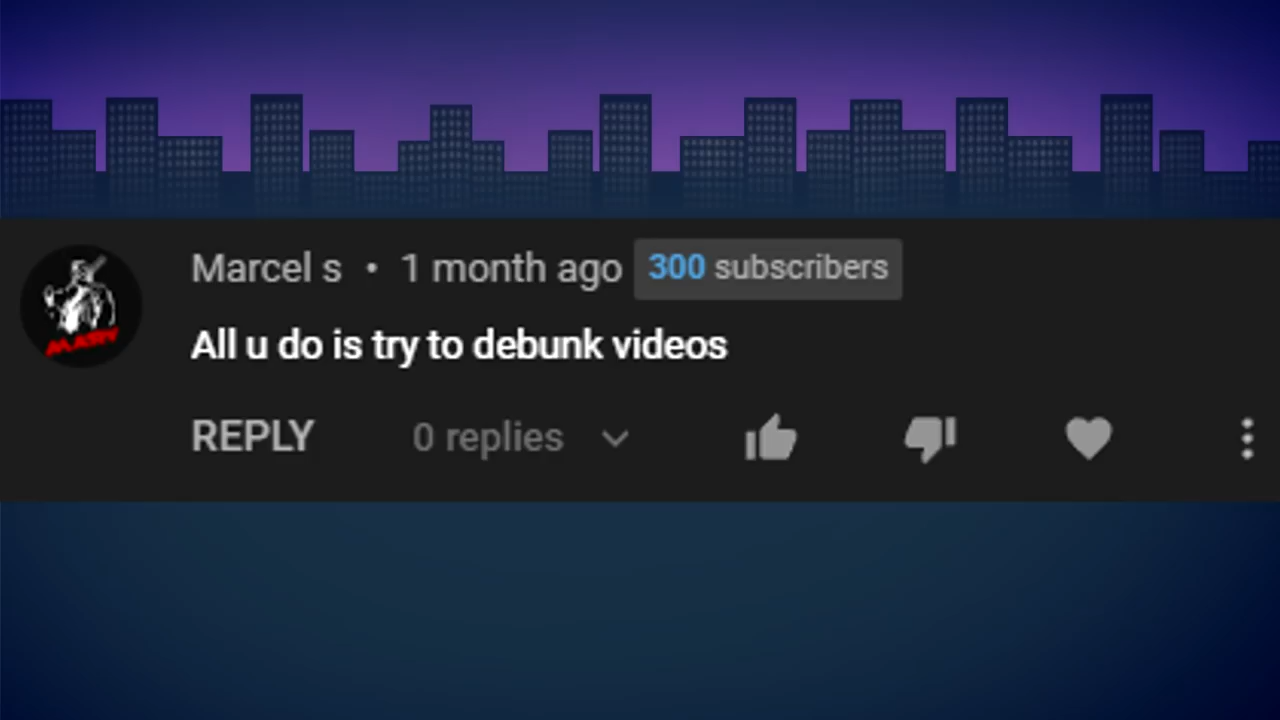 Marcel s • 1 month ago 300 subscribers
All u do is try to debunk videos
REPLY 0 replies